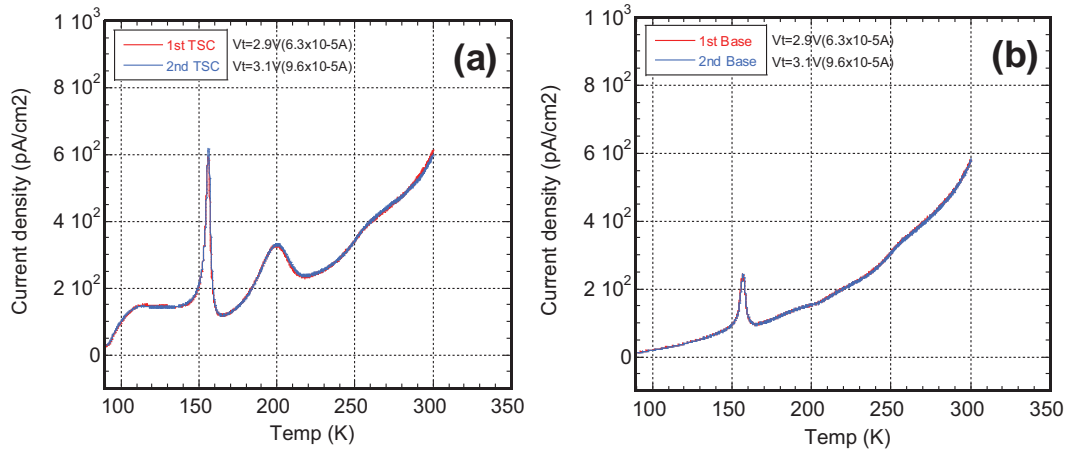 (a)
1st TSC Vt=2.9V(6.3x10-5A)
2nd TSC Vt=3.1V(9.6x10-5A)
Current density (pA/cm2)
1 10³
8 10²
6 10²
4 10²
2 10²
0
100 150 200 250 300 350
Temp (K)
(b)
1st Base Vt=2.9V(6.3x10-5A)
2nd Base Vt=3.1V(9.6x10-5A)
Current density (pA/cm2)
1 10³
8 10²
6 10²
4 10²
2 10²
0
100 150 200 250 300 350
Temp (K)